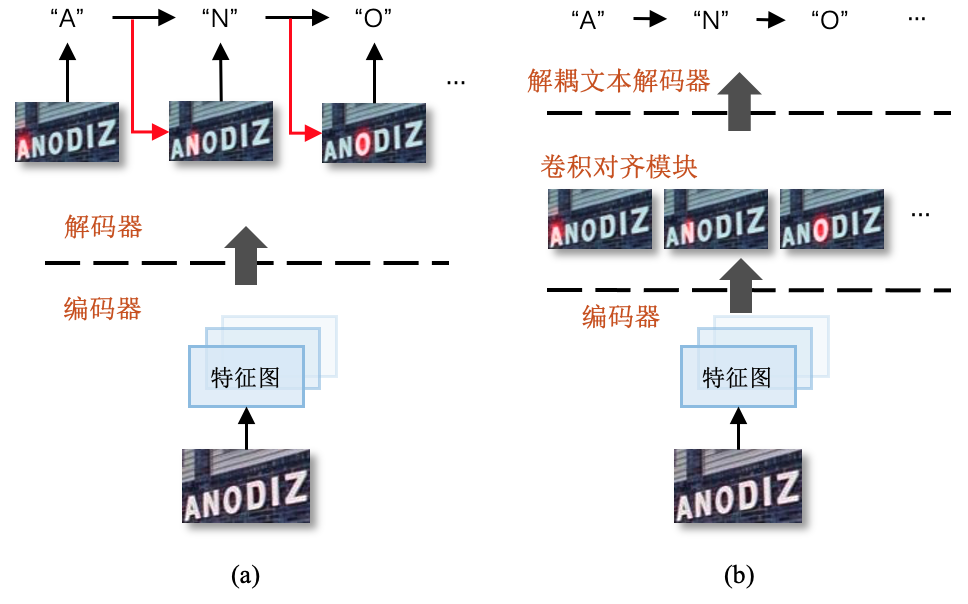 “A” “N” “O”
...
ANODIZ ANODIZ ANODIZ
解码器
编码器
特征图
ANODIZ
(a)
“A” “N” “O” ...
解耦文本解码器
卷积对齐模块
ANODIZ ANODIZ ANODIZ ...
编码器
特征图
ANODIZ
(b)